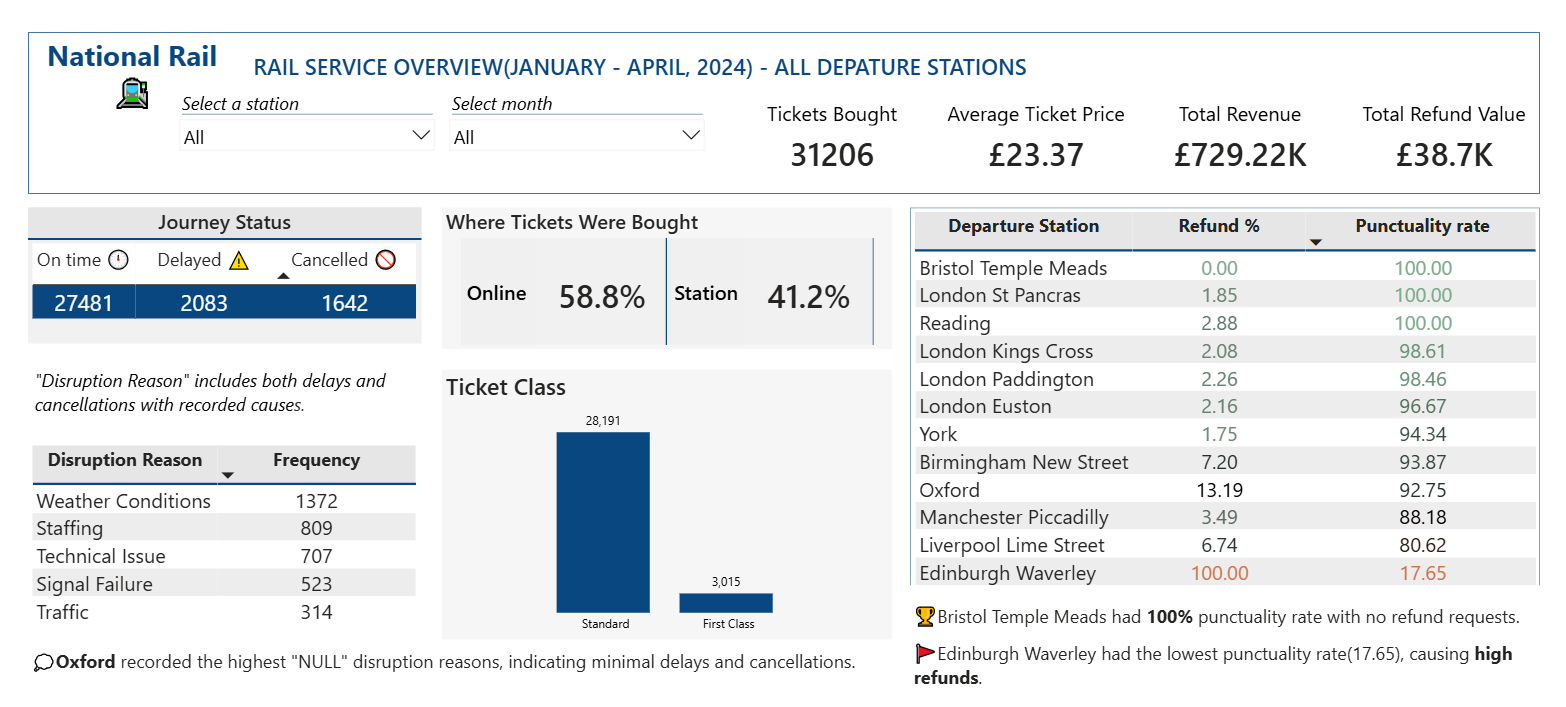 National Rail
RAIL SERVICE OVERVIEW(JANUARY - APRIL, 2024) - ALL DEPATURE STATIONS
Select a station
All
Select month
All
Tickets Bought
31206
Average Ticket Price
£23.37
Total Revenue
£729.22K
Total Refund Value
£38.7K
Journey Status
On time Delayed Cancelled
27481 2083 1642
"Disruption Reason" includes both delays and
cancellations with recorded causes.
Disruption Reason Frequency
Weather Conditions 1372
Staffing 809
Technical Issue 707
Signal Failure 523
Traffic 314
Where Tickets Were Bought
Online 58.8% Station 41.2%
Ticket Class
28,191
3,015
Standard First Class
Oxford recorded the highest "NULL" disruption reasons, indicating minimal delays and cancellations.
Departure Station Refund % Punctuality rate
Bristol Temple Meads 0.00 100.00
London St Pancras 1.85 100.00
Reading 2.88 100.00
London Kings Cross 2.08 98.61
London Paddington 2.26 98.46
London Euston 2.16 96.67
York 1.75 94.34
Birmingham New Street 7.20 93.87
Oxford 13.19 92.75
Manchester Piccadilly 3.49 88.18
Liverpool Lime Street 6.74 80.62
Edinburgh Waverley 100.00 17.65
Bristol Temple Meads had 100% punctuality rate with no refund requests.
Edinburgh Waverley had the lowest punctuality rate(17.65), causing high
refunds.